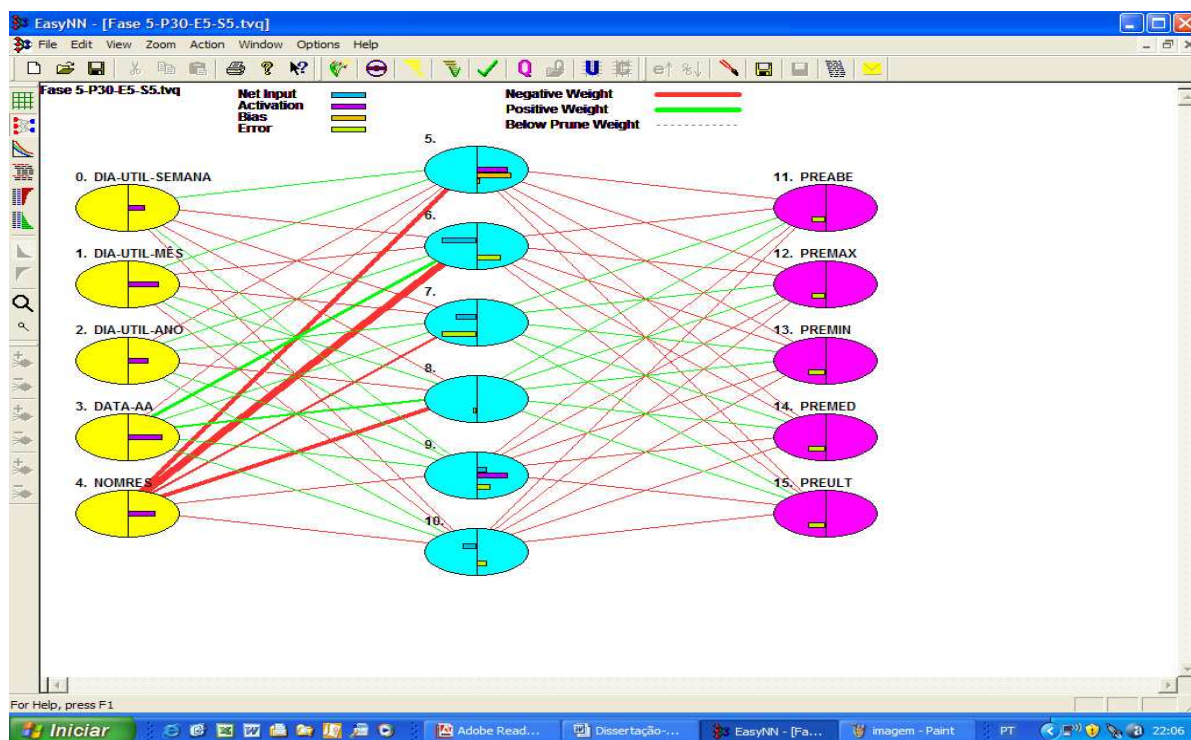 EasyNN - [Fase 5-P30-E5-S5.tvq]
File Edit View Zoom Action Window Options Help
Fase 5-P30-E5-S5.tvq
Net Input
Activation
Bias
Error
Negative Weight
Positive Weight
Below Prune Weight
0. DIA-UTIL-SEMANA
1. DIA-UTIL-MÊS
2. DIA-UTIL-ANO
3. DATA-AA
4. NOMRES
5.
6.
7.
8.
9.
10.
11. PREABE
12. PREMAX
13. PREMIN
14. PREMED
15. PREULT
For Help, press F1
Iniciar
Adobe Read...
Dissertação-...
EasyNN - [Fa...
imagem - Paint
PT
22:06